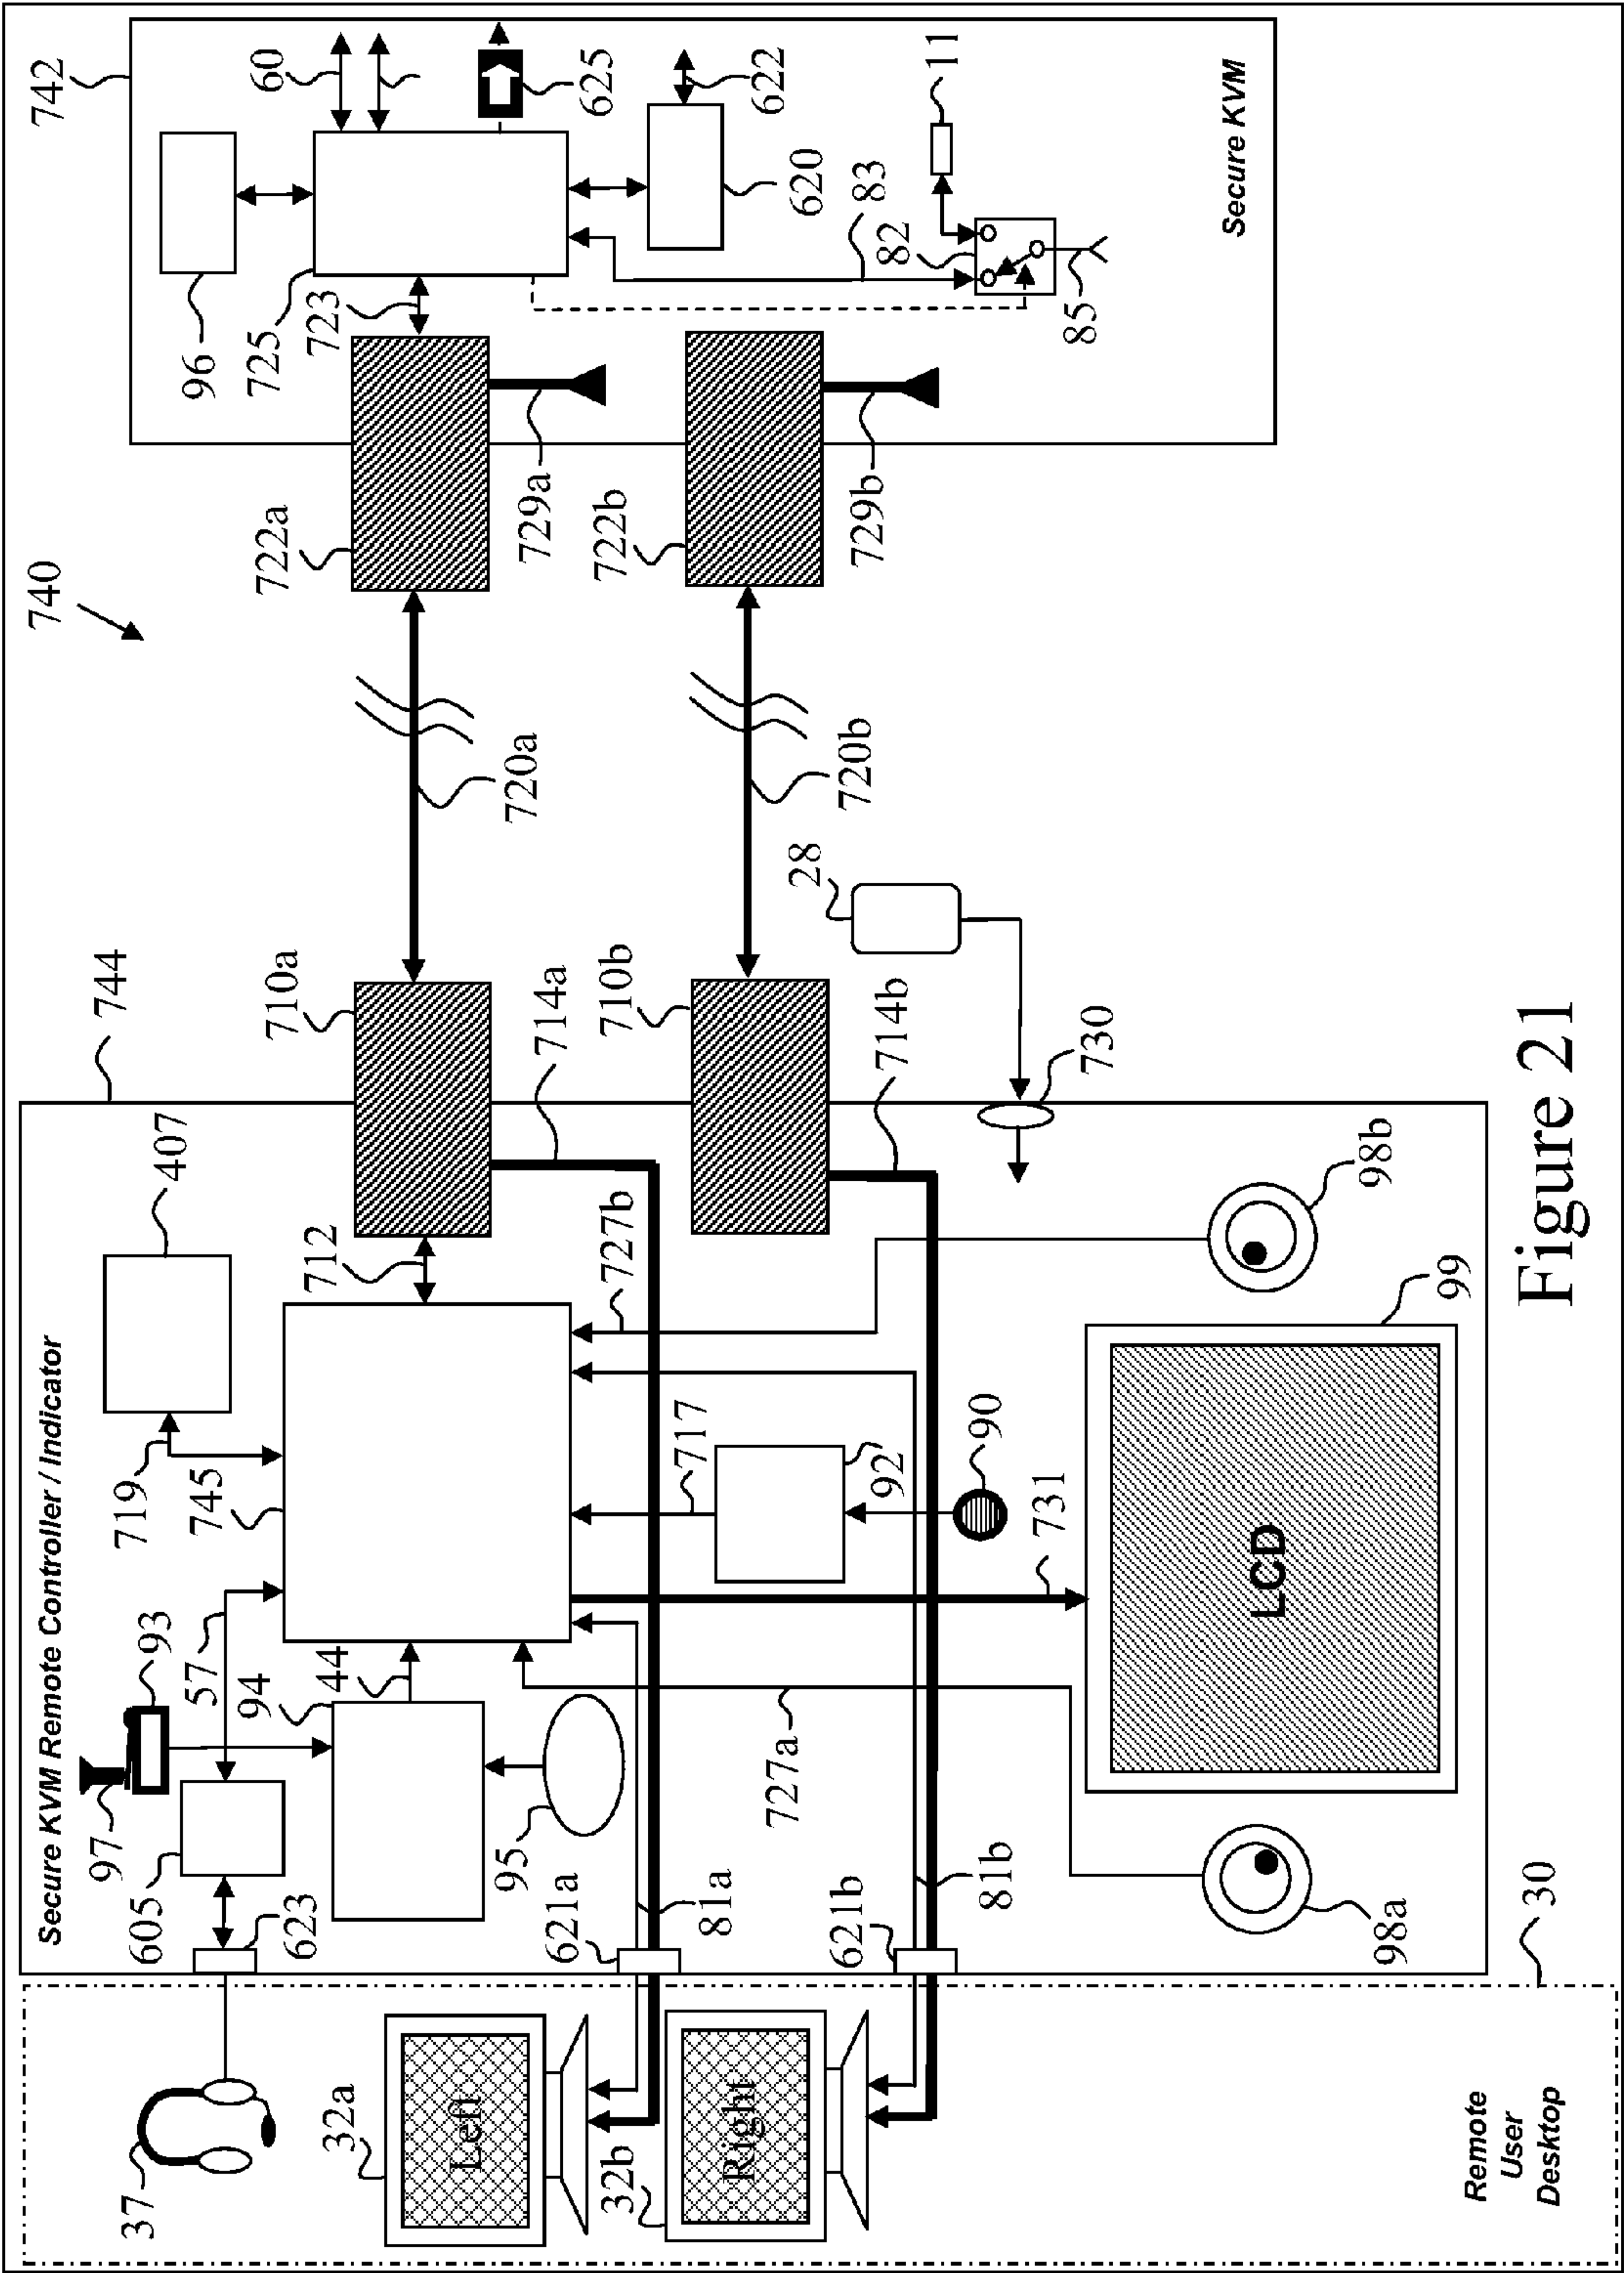 740
742
744
Secure KVM Remote Controller / Indicator
Secure KVM
Remote
User
Desktop
30
37
32a
Left
32b
Right
623
605
97
93
57
94
44
95
621a
81a
621b
81b
719
745
407
712
727b
717
92
90
731
727a
98a
98b
99
LCD
710a
714a
710b
714b
28
730
720a
720b
722a
729a
722b
729b
96
725
723
60
625
622
620
83
82
85
11
Figure 21